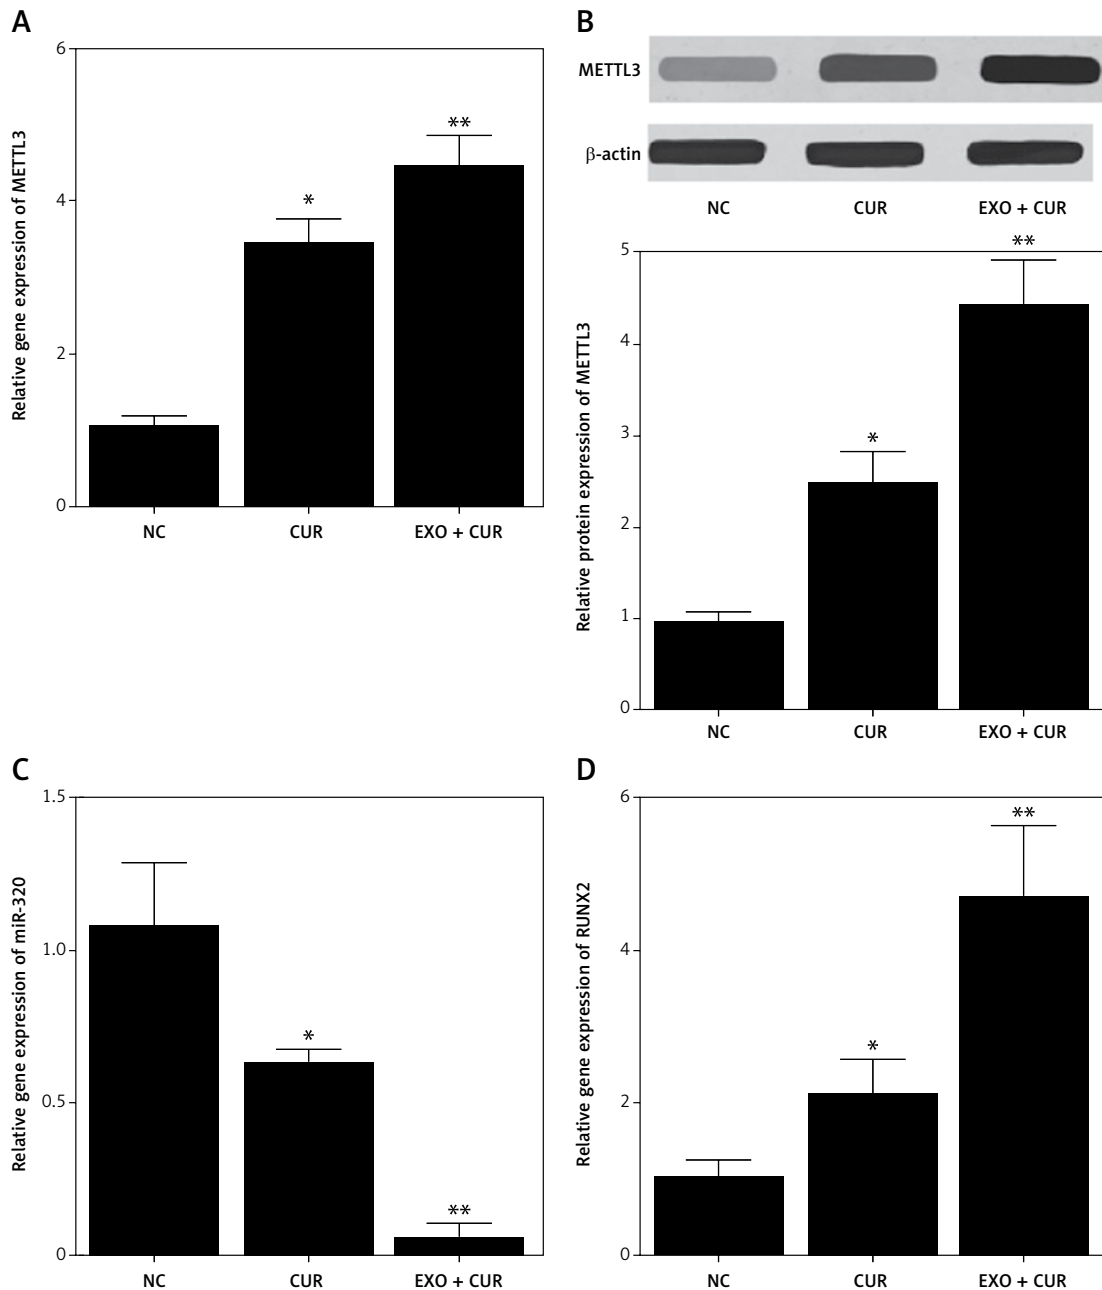 A
Relative gene expression of METTL3
6
4
2
0
*
**
NC CUR EXO + CUR
B
METTL3
β-actin
NC CUR EXO + CUR
Relative protein expression of METTL3
5
4
3
2
1
0
*
**
NC CUR EXO + CUR
C
Relative gene expression of miR-320
1.5
1.0
0.5
0
*
**
NC CUR EXO + CUR
D
Relative gene expression of RUNX2
6
4
2
0
*
**
NC CUR EXO + CUR